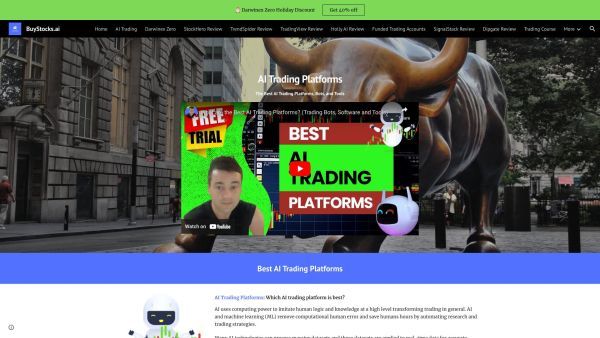 Darwinex Zero Holiday Discount Get 40% off
BuyStocks.ai Home AI Trading Darwinex Zero StockHero Review TrendSpider Review TradingView Review Holly AI Review Funded Trading Accounts SignalStack Review Digate Review Trading Course More
AI Trading Platforms
The Best AI Trading Platforms, Bots, and Tools
the Best AI Trading Platforms? (Trading Bots, Software and Tools)
FREE
TRIAL
BEST
AI
TRADING
PLATFORMS
Watch on YouTube
Best AI Trading Platforms
AI Trading Platforms: Which AI trading platform is best?
AI uses computing power to imitate human logic and knowledge at a high level transforming trading in general. AI
and machine learning (ML) remove computational human error and save humans hours by automating research and
trading strategies.